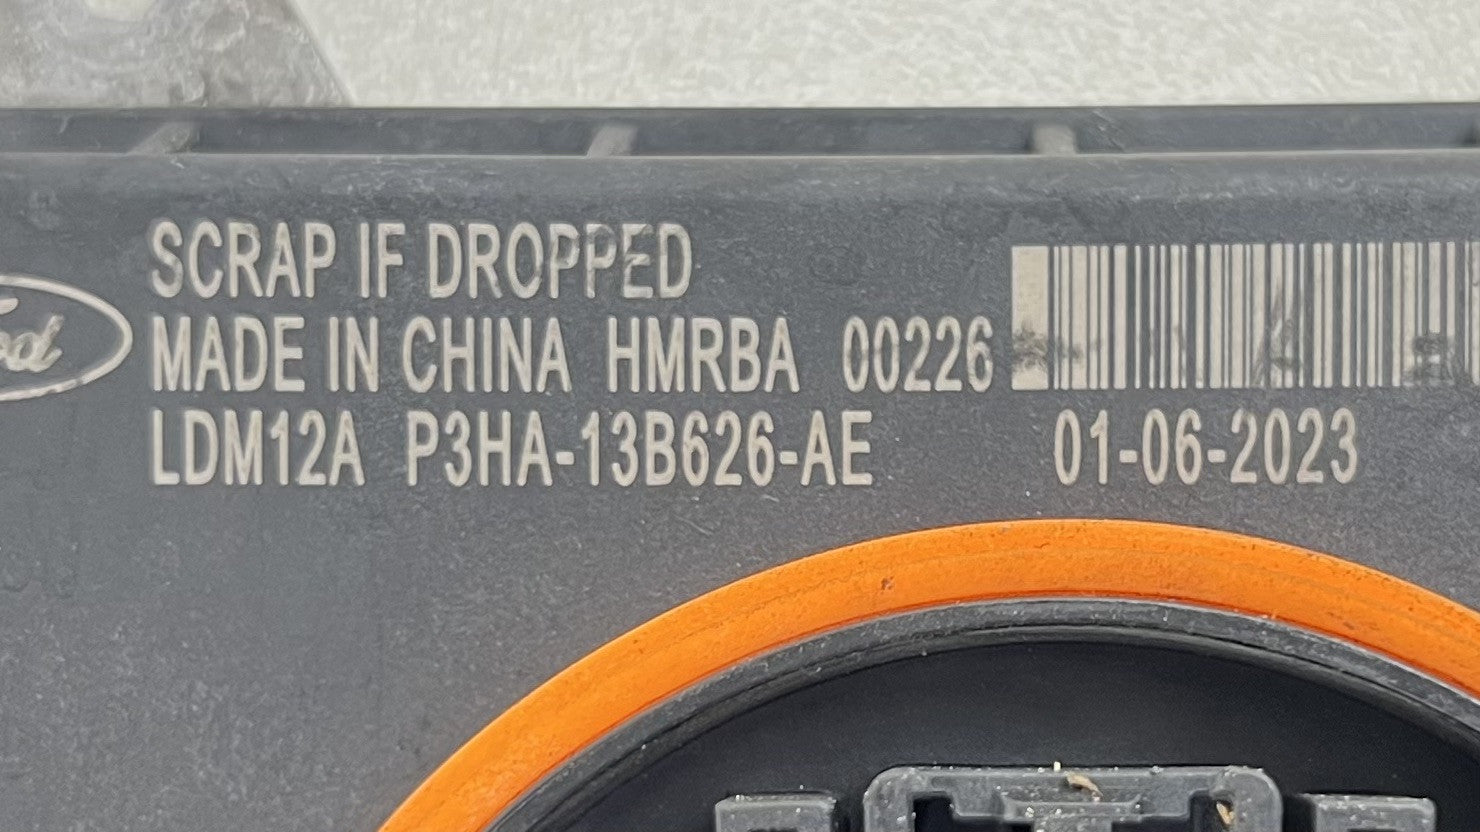 SCRAP IF DROPPED
MADE IN CHINA HMRBA 00226
LDM12A P3HA-13B626-AE 01-06-2023